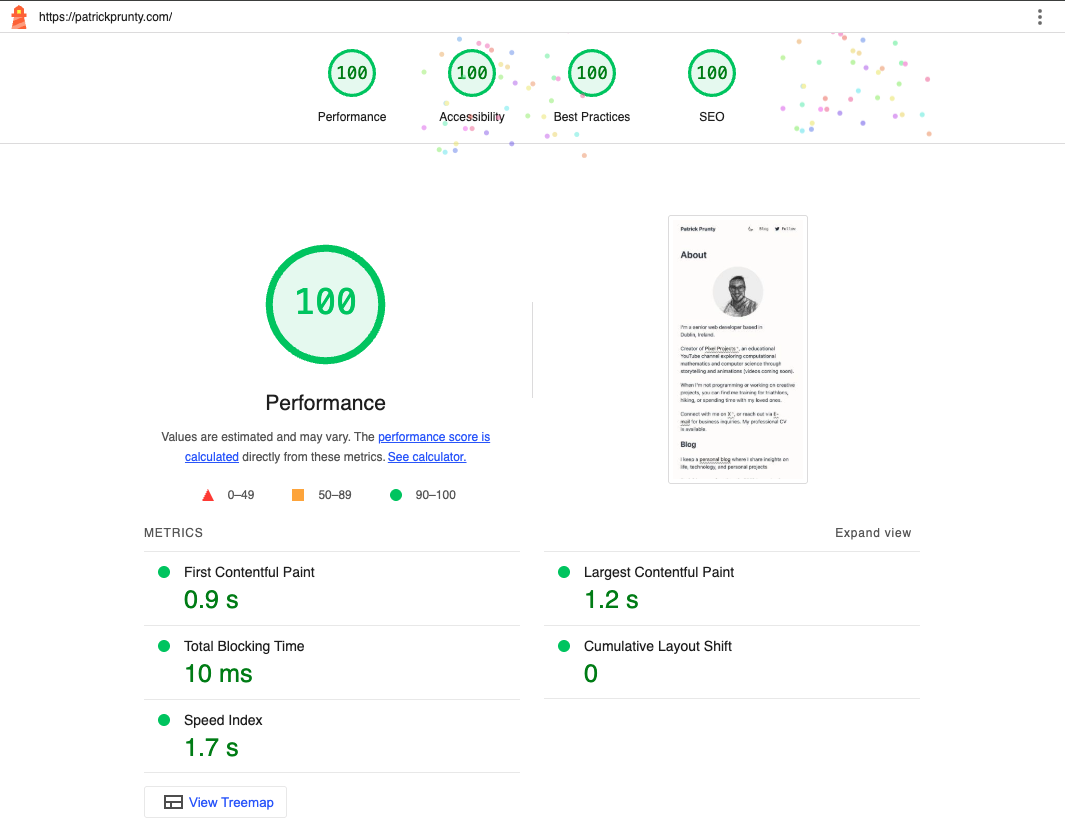 https://patrickprunty.com/
100
100
100
100
Performance
Accessibility
Best Practices
SEO
100
Performance
Values are estimated and may vary. The performance score is
calculated directly from these metrics. See calculator.
0–49
50–89
90–100
Patrick Prunty
Blog
Follow
About
I'm a senior web developer based in
Dublin, Ireland.
Creator of Pixel Projects, an educational
YouTube channel exploring computational
mathematics and computer science through
storytelling and animations (videos coming soon).
When I'm not programming or working on creative
projects, you can find me training for triathlons,
hiking, or spending time with my loved ones.
Connect with me on X, or reach out via E-
mail for business inquiries. My professional CV
is available
Blog
I keep a personal blog where I share insights on
life, technology, and personal projects
METRICS
Expand view
First Contentful Paint
0.9 s
Largest Contentful Paint
1.2 s
Total Blocking Time
10 ms
Cumulative Layout Shift
0
Speed Index
1.7 s
View Treemap